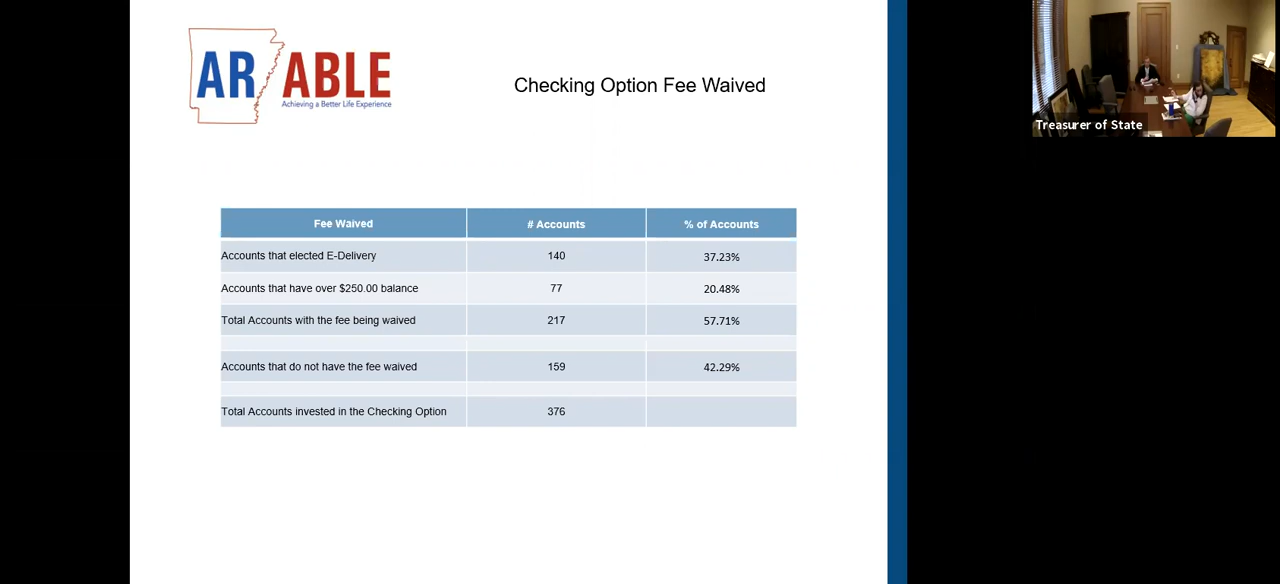 AR ABLE
Achieving a Better Life Experience
Checking Option Fee Waived
Fee Waived # Accounts % of Accounts
Accounts that elected E-Delivery 140 37.23%
Accounts that have over $250.00 balance 77 20.48%
Total Accounts with the fee being waived 217 57.71%
Accounts that do not have the fee waived 159 42.29%
Total Accounts invested in the Checking Option 376
Treasurer of State